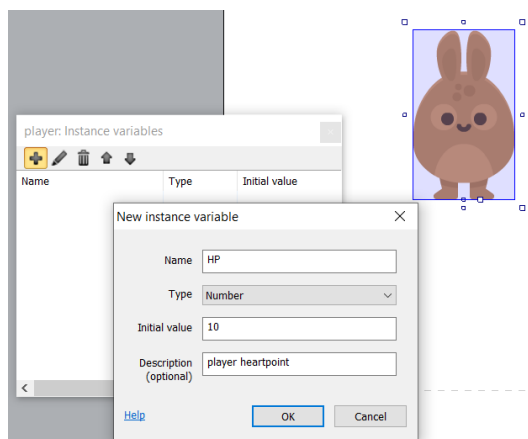 player: Instance variables
Name Type Initial value
New instance variable
Name HP
Type Number
Initial value 10
Description player heartpoint
(optional)
Help OK Cancel